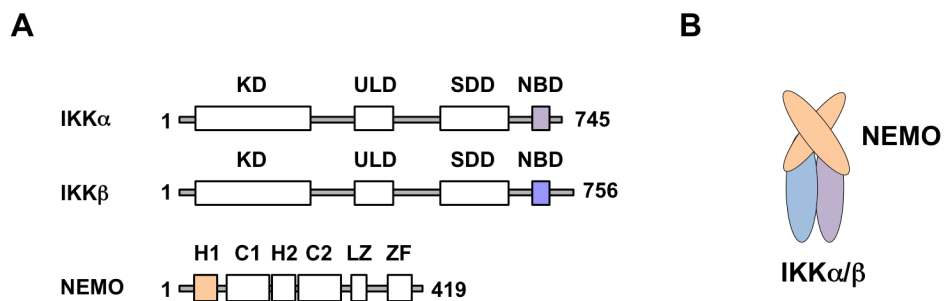 A
B
KD ULD SDD NBD
IKKα 1 745
KD ULD SDD NBD
IKKβ 1 756
H1 C1 H2 C2 LZ ZF
NEMO 1 419
NEMO
IKKα/β